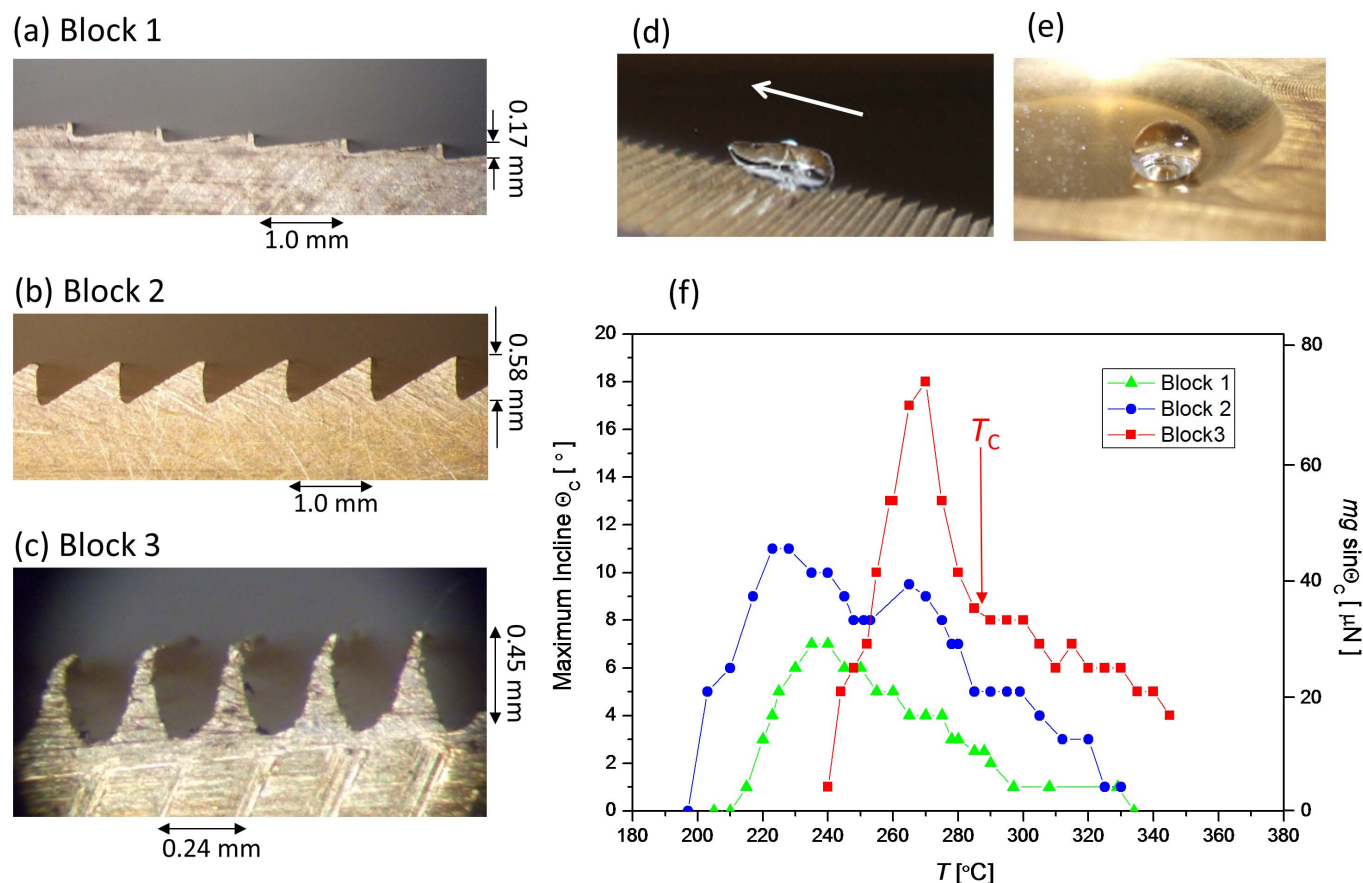 (a) Block 1
0.17 mm
1.0 mm
(b) Block 2
0.58 mm
1.0 mm
(c) Block 3
0.45 mm
0.24 mm
(d)
(e)
(f)
Maximum Incline Θ_C [ ° ]
20
18
16
14
12
10
8
6
4
2
0
Block 1
Block 2
Block3
T_C
80
60
40
20
0
mg sinΘ_C [ µN ]
180 200 220 240 260 280 300 320 340 360 380
T [°C]